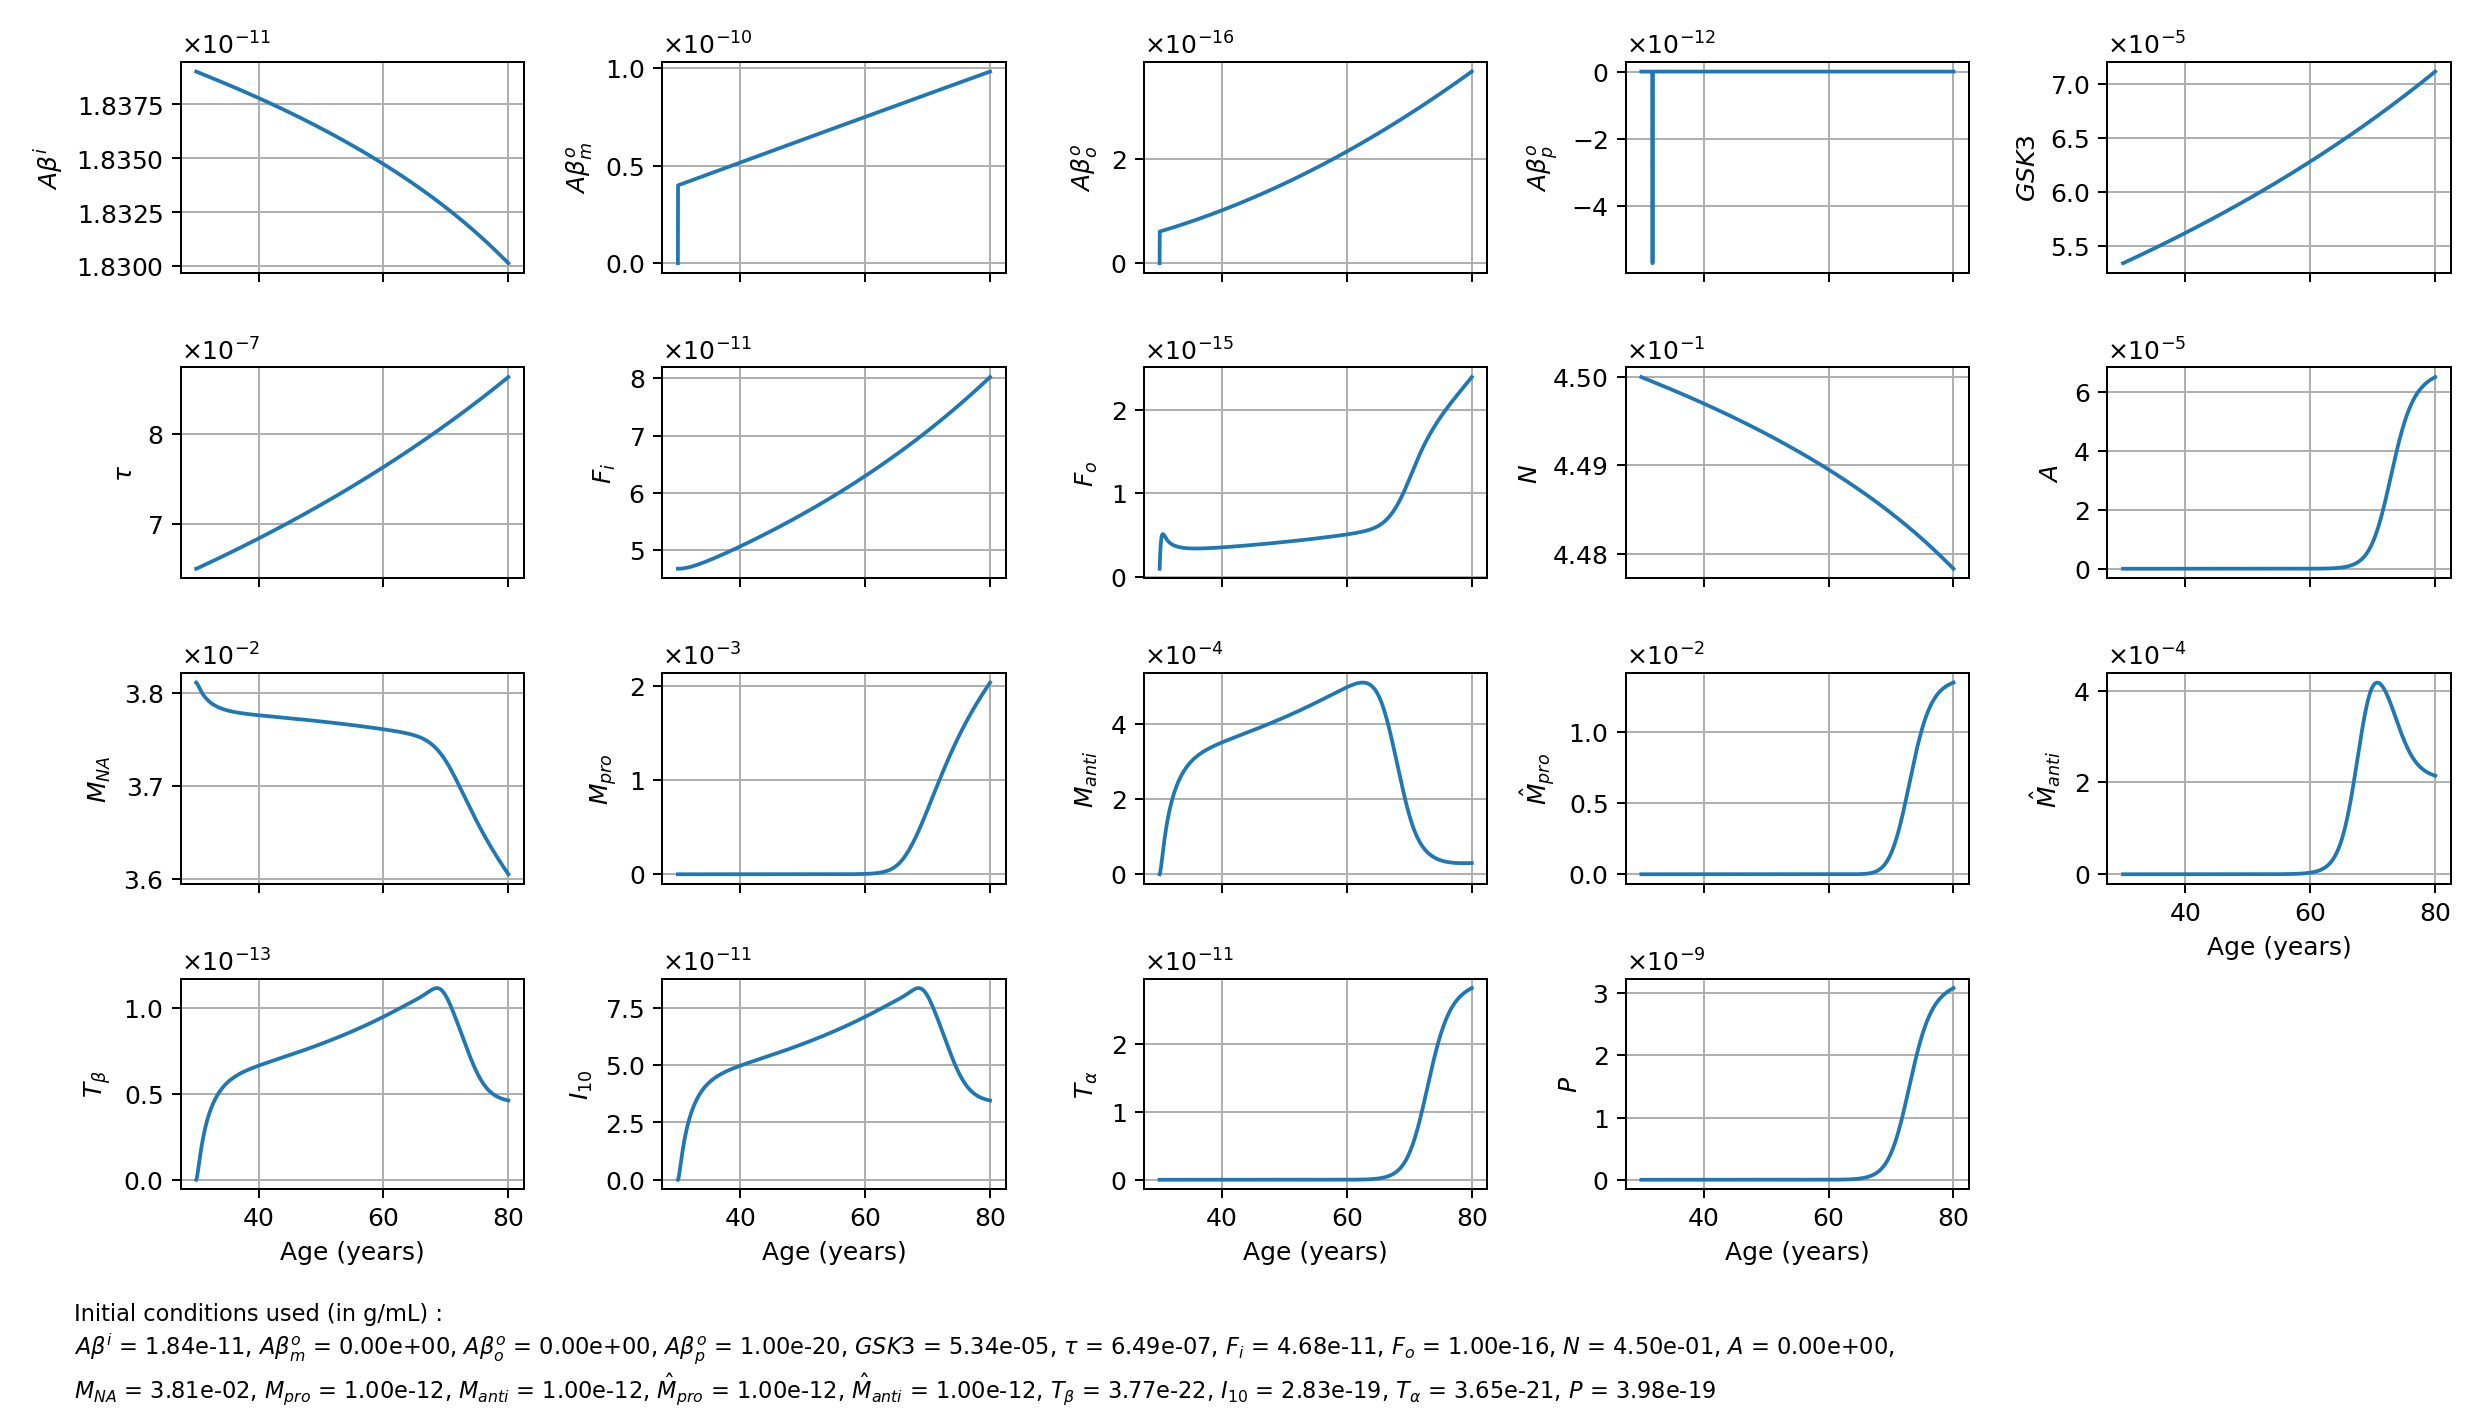 ×10⁻¹¹ ×10⁻¹⁰ ×10⁻¹⁶ ×10⁻¹² ×10⁻⁵
Aβⁱ 1.8375 1.8350 1.8325 1.8300
Aβₘᵒ 1.0 0.5 0.0
Aβₒᵒ 2 0
Aβₚᵒ 0 −2 −4
GSK3 7.0 6.5 6.0 5.5
×10⁻⁷ ×10⁻¹¹ ×10⁻¹⁵ ×10⁻¹ ×10⁻⁵
τ 8 7
Fᵢ 8 7 6 5
Fₒ 2 1 0
N 4.50 4.49 4.48
A 6 4 2 0
×10⁻² ×10⁻³ ×10⁻⁴ ×10⁻² ×10⁻⁴
M_NA 3.8 3.7 3.6
M_pro 2 1 0
M_anti 4 2 0
M̂_pro 1.0 0.5 0.0
M̂_anti 4 2 0
40 60 80
Age (years)
×10⁻¹³ ×10⁻¹¹ ×10⁻¹¹ ×10⁻⁹
T_β 1.0 0.5 0.0
I₁₀ 7.5 5.0 2.5 0.0
T_α 2 1 0
P 3 2 1 0
40 60 80 40 60 80 40 60 80 40 60 80
Age (years) Age (years) Age (years) Age (years)
Initial conditions used (in g/mL) :
Aβⁱ = 1.84e-11, Aβₘᵒ = 0.00e+00, Aβₒᵒ = 0.00e+00, Aβₚᵒ = 1.00e-20, GSK3 = 5.34e-05, τ = 6.49e-07, Fᵢ = 4.68e-11, Fₒ = 1.00e-16, N = 4.50e-01, A = 0.00e+00,
M_NA = 3.81e-02, M_pro = 1.00e-12, M_anti = 1.00e-12, M̂_pro = 1.00e-12, M̂_anti = 1.00e-12, T_β = 3.77e-22, I₁₀ = 2.83e-19, T_α = 3.65e-21, P = 3.98e-19